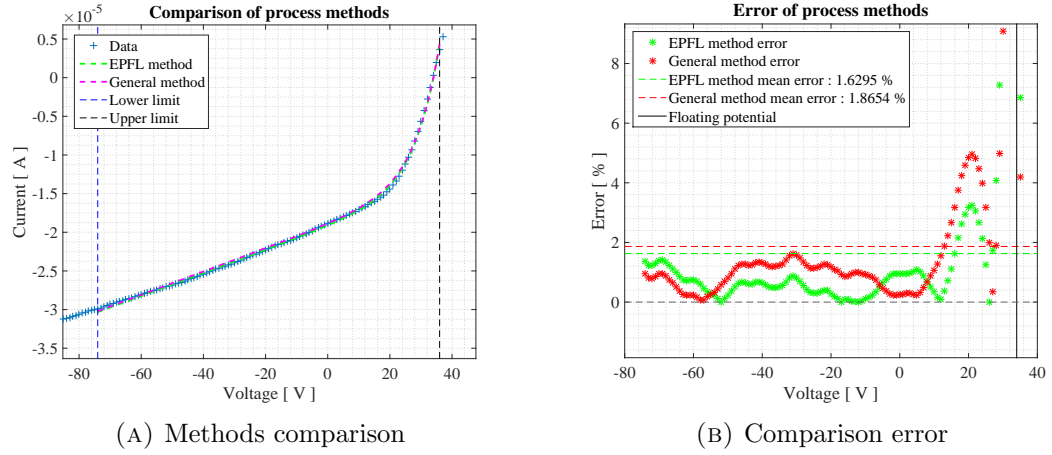 Comparison of process methods
×10⁻⁵
0.5
0
-0.5
-1
-1.5
-2
-2.5
-3
-3.5
Current [ A ]
Data
EPFL method
General method
Lower limit
Upper limit
-80 -60 -40 -20 0 20 40
Voltage [ V ]
(A) Methods comparison
Error of process methods
8
6
4
2
0
Error [ % ]
EPFL method error
General method error
EPFL method mean error : 1.6295 %
General method mean error : 1.8654 %
Floating potential
-80 -60 -40 -20 0 20 40
Voltage [ V ]
(B) Comparison error